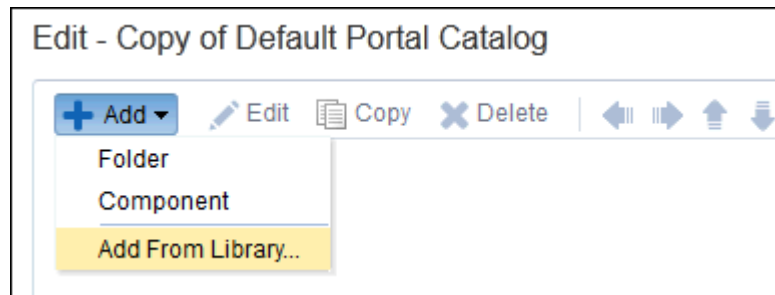 Edit - Copy of Default Portal Catalog
Add Edit Copy Delete
Folder
Component
Add From Library...